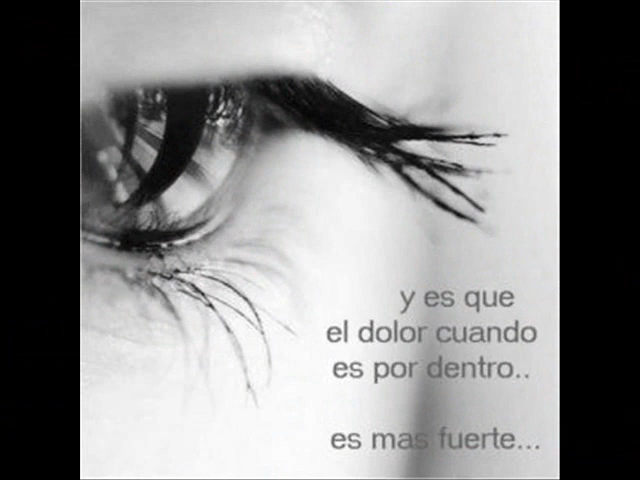 y es que
el dolor cuando
es por dentro..
es mas fuerte...